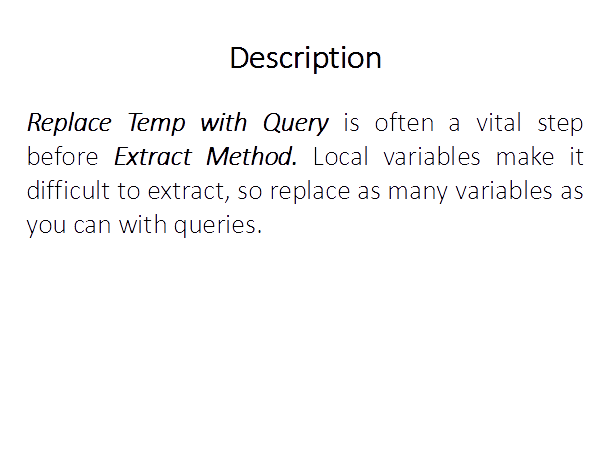 Description
Replace Temp with Query is often a vital step
before Extract Method. Local variables make it
difficult to extract, so replace as many variables as
you can with queries.